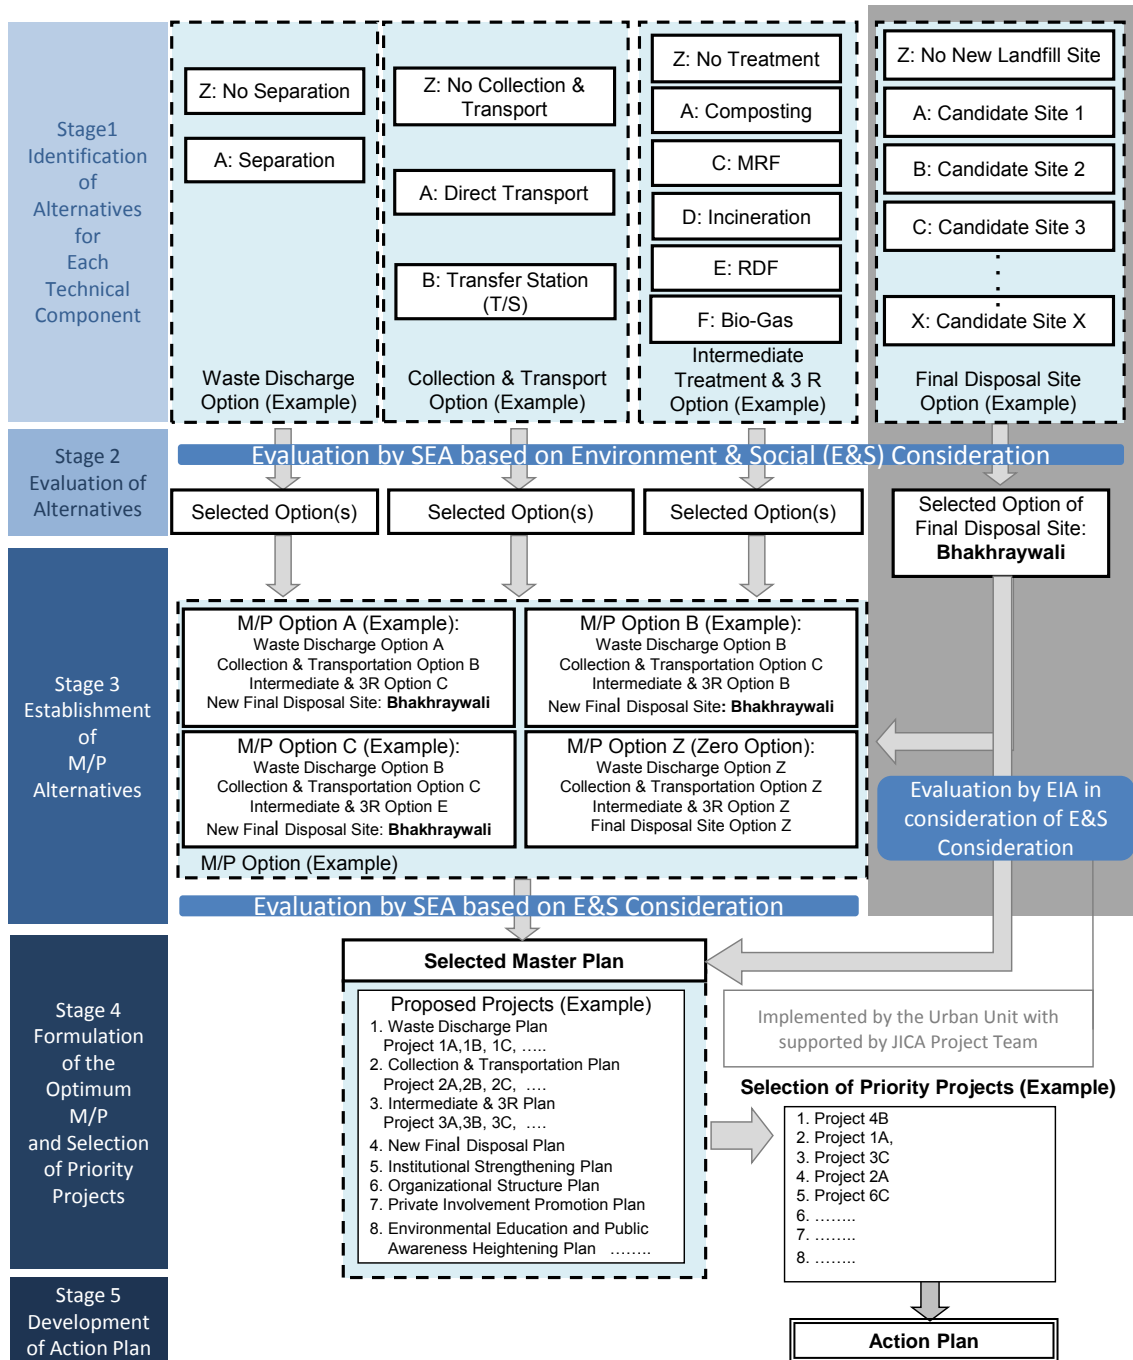 Stage1
Identification
of
Alternatives
for
Each
Technical
Component
Z: No Separation
A: Separation
Waste Discharge
Option (Example)
Z: No Collection &
Transport
A: Direct Transport
B: Transfer Station
(T/S)
Collection & Transport
Option (Example)
Z: No Treatment
A: Composting
C: MRF
D: Incineration
E: RDF
F: Bio-Gas
Intermediate
Treatment & 3 R
Option (Example)
Z: No New Landfill Site
A: Candidate Site 1
B: Candidate Site 2
C: Candidate Site 3
X: Candidate Site X
Final Disposal Site
Option (Example)
Stage 2
Evaluation of
Alternatives
Evaluation by SEA based on Environment & Social (E&S) Consideration
Selected Option(s)
Selected Option(s)
Selected Option(s)
Selected Option of
Final Disposal Site:
Bhakhraywali
Stage 3
Establishment
of
M/P
Alternatives
M/P Option A (Example):
Waste Discharge Option A
Collection & Transportation Option B
Intermediate & 3R Option C
New Final Disposal Site: Bhakhraywali
M/P Option B (Example):
Waste Discharge Option B
Collection & Transportation Option C
Intermediate & 3R Option B
New Final Disposal Site: Bhakhraywali
M/P Option C (Example):
Waste Discharge Option B
Collection & Transportation Option C
Intermediate & 3R Option E
New Final Disposal Site: Bhakhraywali
M/P Option Z (Zero Option):
Waste Discharge Option Z
Collection & Transportation Option Z
Intermediate & 3R Option Z
Final Disposal Site Option Z
M/P Option (Example)
Evaluation by EIA in
consideration of E&S
Consideration
Evaluation by SEA based on E&S Consideration
Stage 4
Formulation
of the
Optimum
M/P
and Selection
of Priority
Projects
Selected Master Plan
Proposed Projects (Example)
1. Waste Discharge Plan
Project 1A,1B, 1C, …..
2. Collection & Transportation Plan
Project 2A,2B, 2C, ….
3. Intermediate & 3R Plan
Project 3A,3B, 3C, ….
4. New Final Disposal Plan
5. Institutional Strengthening Plan
6. Organizational Structure Plan
7. Private Involvement Promotion Plan
8. Environmental Education and Public
Awareness Heightening Plan ……..
Implemented by the Urban Unit with
supported by JICA Project Team
Selection of Priority Projects (Example)
1. Project 4B
2. Project 1A,
3. Project 3C
4. Project 2A
5. Project 6C
6. ……..
7. ……..
8. ……..
Stage 5
Development
of Action Plan
Action Plan